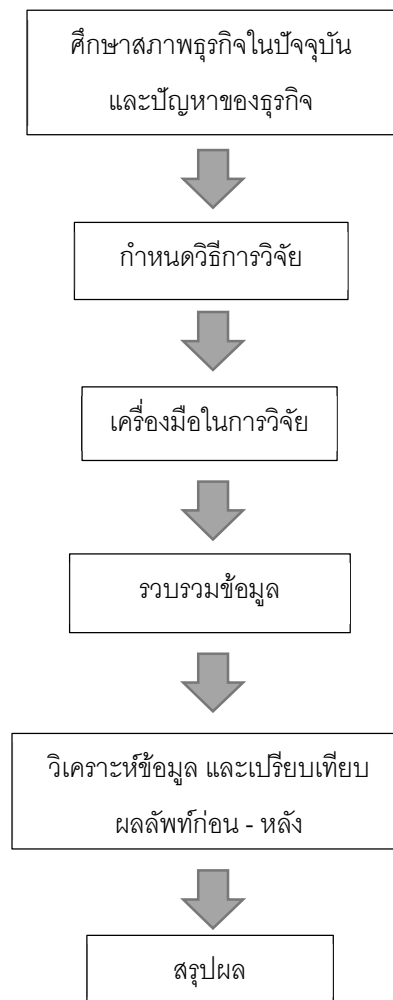 ศึกษาสภาพธุรกิจในปัจจุบัน
และปัญหาของธุรกิจ
กำหนดวิธีการวิจัย
เครื่องมือในการวิจัย
รวบรวมข้อมูล
วิเคราะห์ข้อมูล และเปรียบเทียบ
ผลลัพท์ก่อน - หลัง
สรุปผล